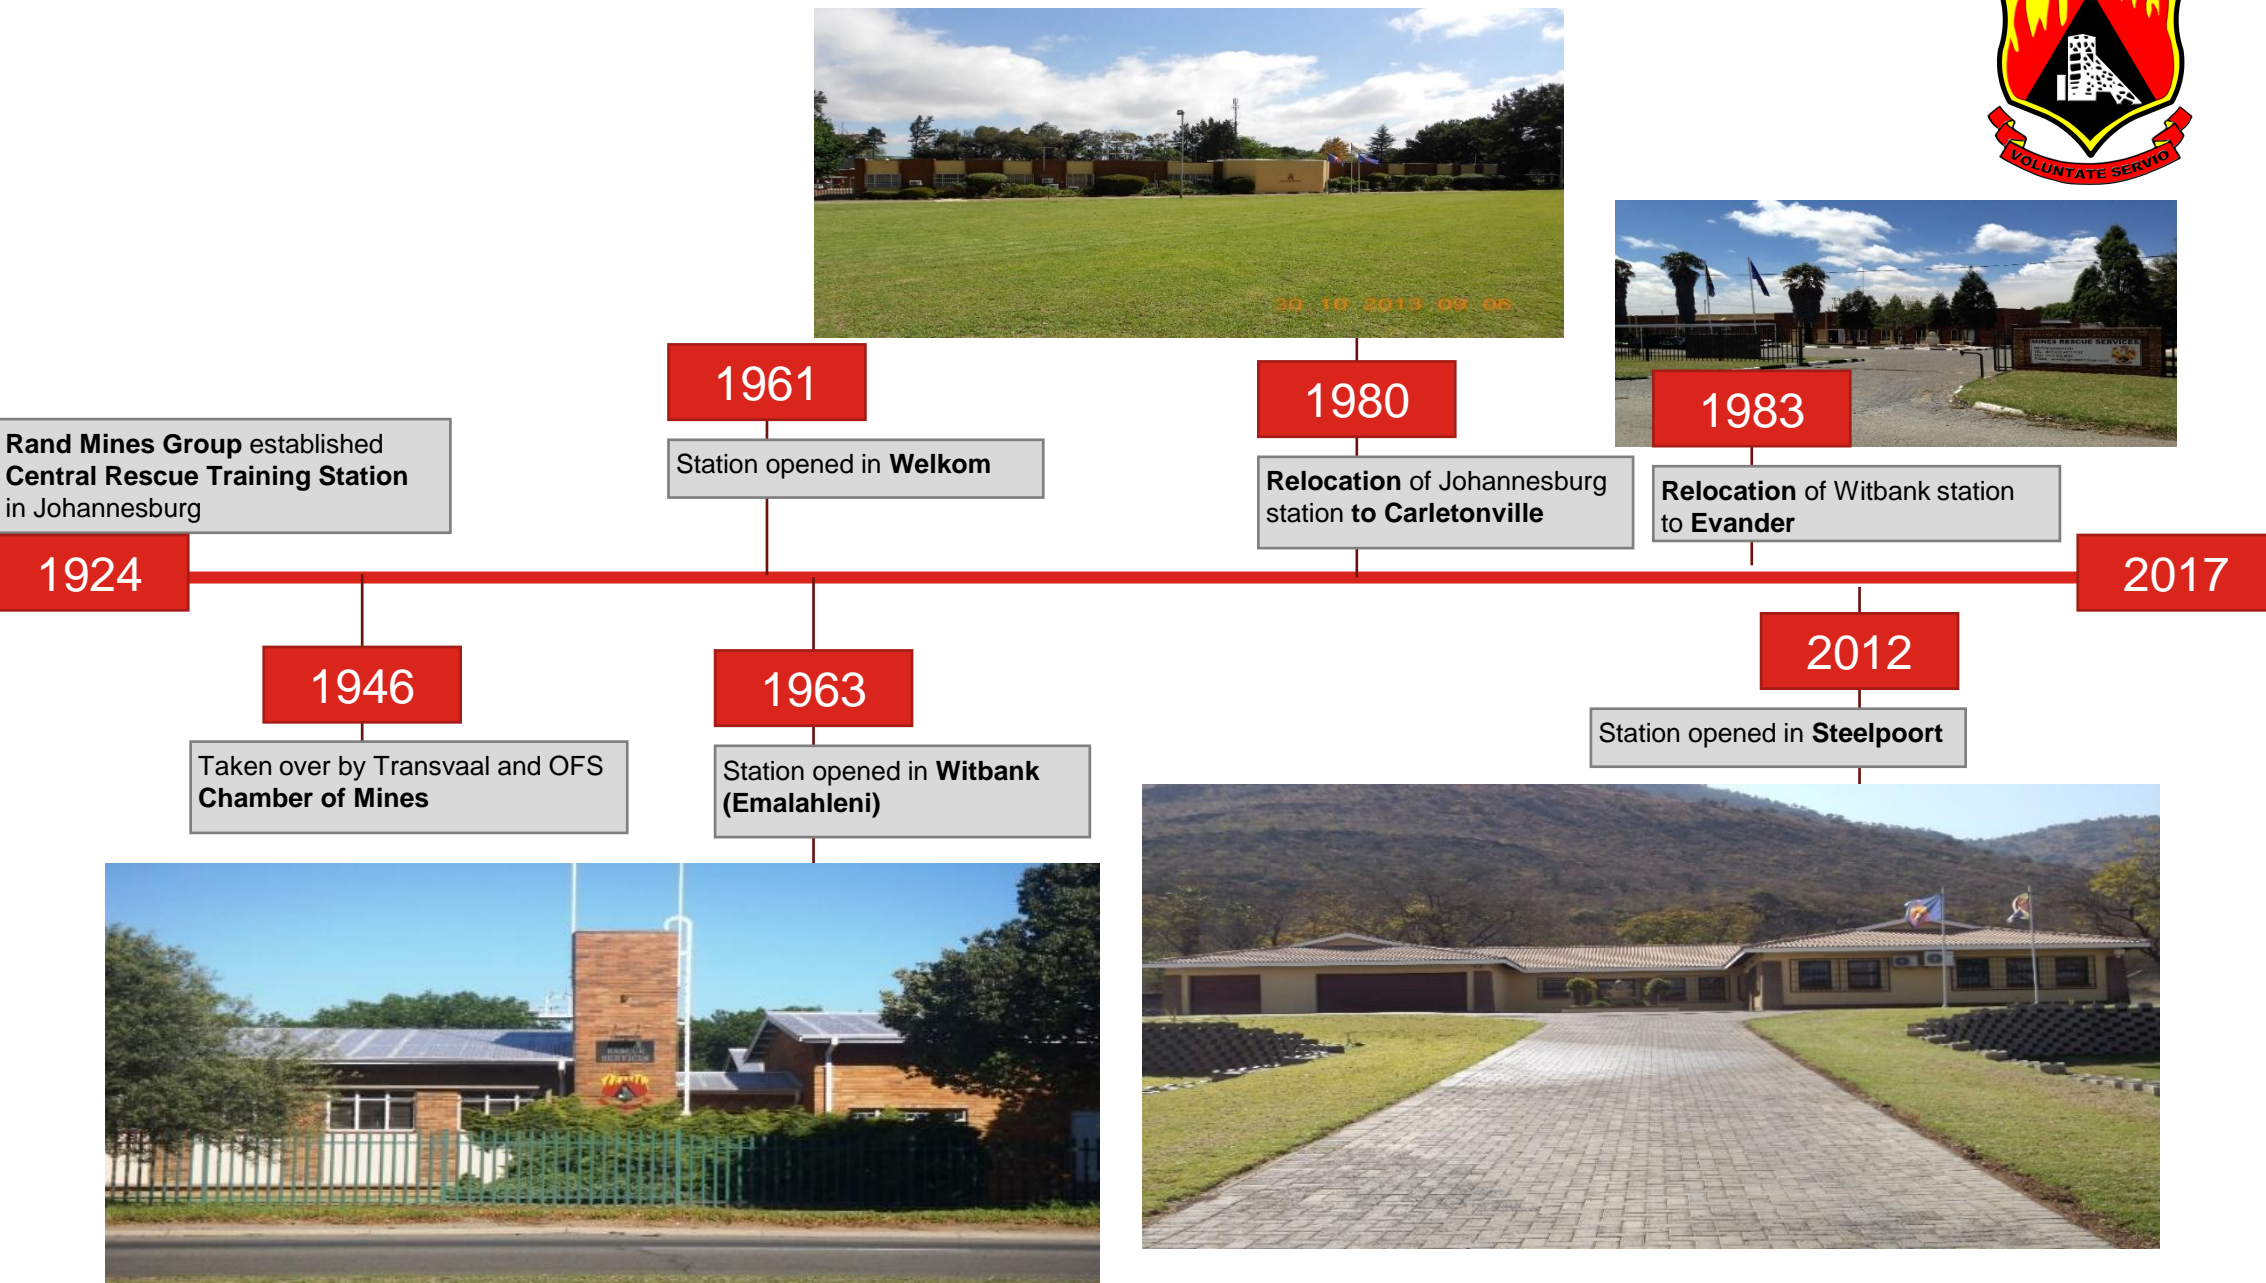 VOLUNTATE SERVIO
30 10 2013 09 06
MINES RESCUE SERVICES
1961
Station opened in Welkom
1980
Relocation of Johannesburg
station to Carletonville
1983
Relocation of Witbank station
to Evander
Rand Mines Group established
Central Rescue Training Station
in Johannesburg
1924
2017
1946
Taken over by Transvaal and OFS
Chamber of Mines
1963
Station opened in Witbank
(Emalahleni)
2012
Station opened in Steelpoort
RESCUE
SERVICES